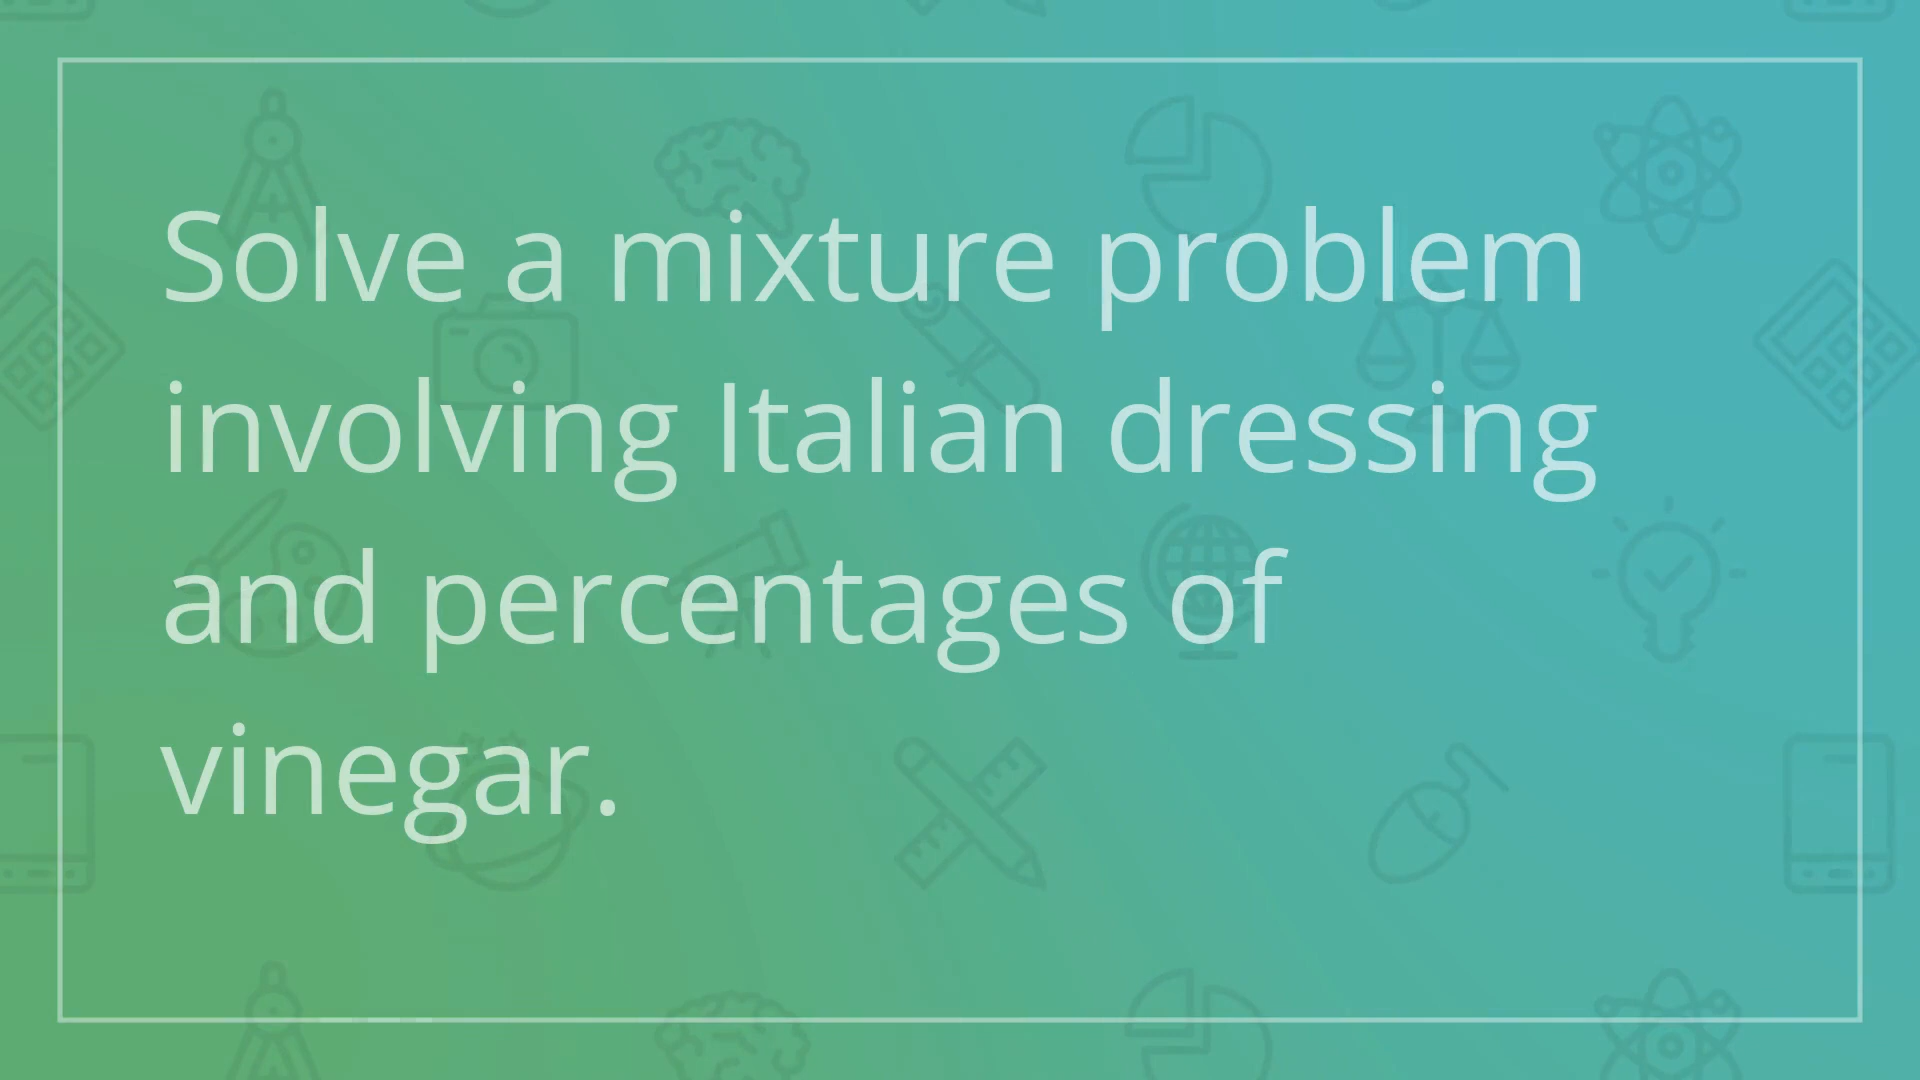 Solve a mixture problem
involving Italian dressing
and percentages of
vinegar.